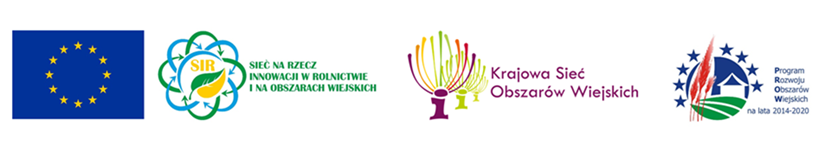 SIR
SIEĆ NA RZECZ
INNOWACJI W ROLNICTWIE
I NA OBSZARACH WIEJSKICH
Krajowa Sieć
Obszarów Wiejskich
Program
Rozwoju
Obszarów
Wiejskich
na lata 2014-2020